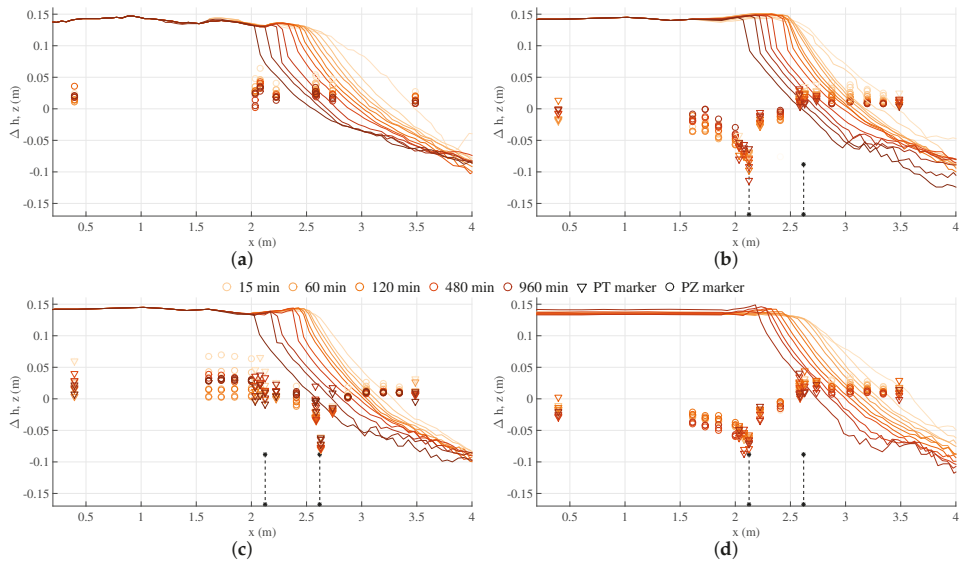 0.15
0.1
0.05
0
-0.05
-0.1
-0.15
Δ h, z (m)
0.5 1 1.5 2 2.5 3 3.5 4
x (m)
(a)
0.15
0.1
0.05
0
-0.05
-0.1
-0.15
Δ h, z (m)
0.5 1 1.5 2 2.5 3 3.5 4
x (m)
(b)
15 min 60 min 120 min 480 min 960 min PT marker PZ marker
0.15
0.1
0.05
0
-0.05
-0.1
-0.15
Δ h, z (m)
0.5 1 1.5 2 2.5 3 3.5 4
x (m)
(c)
0.15
0.1
0.05
0
-0.05
-0.1
-0.15
Δ h, z (m)
0.5 1 1.5 2 2.5 3 3.5 4
x (m)
(d)